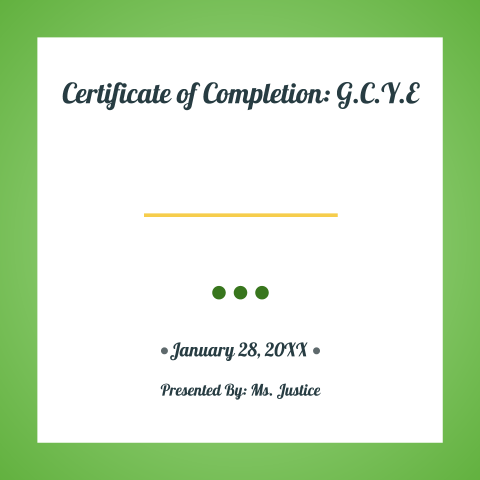 Certificate of Completion: G.C.Y.E
• January 28, 20XX •
Presented By: Ms. Justice